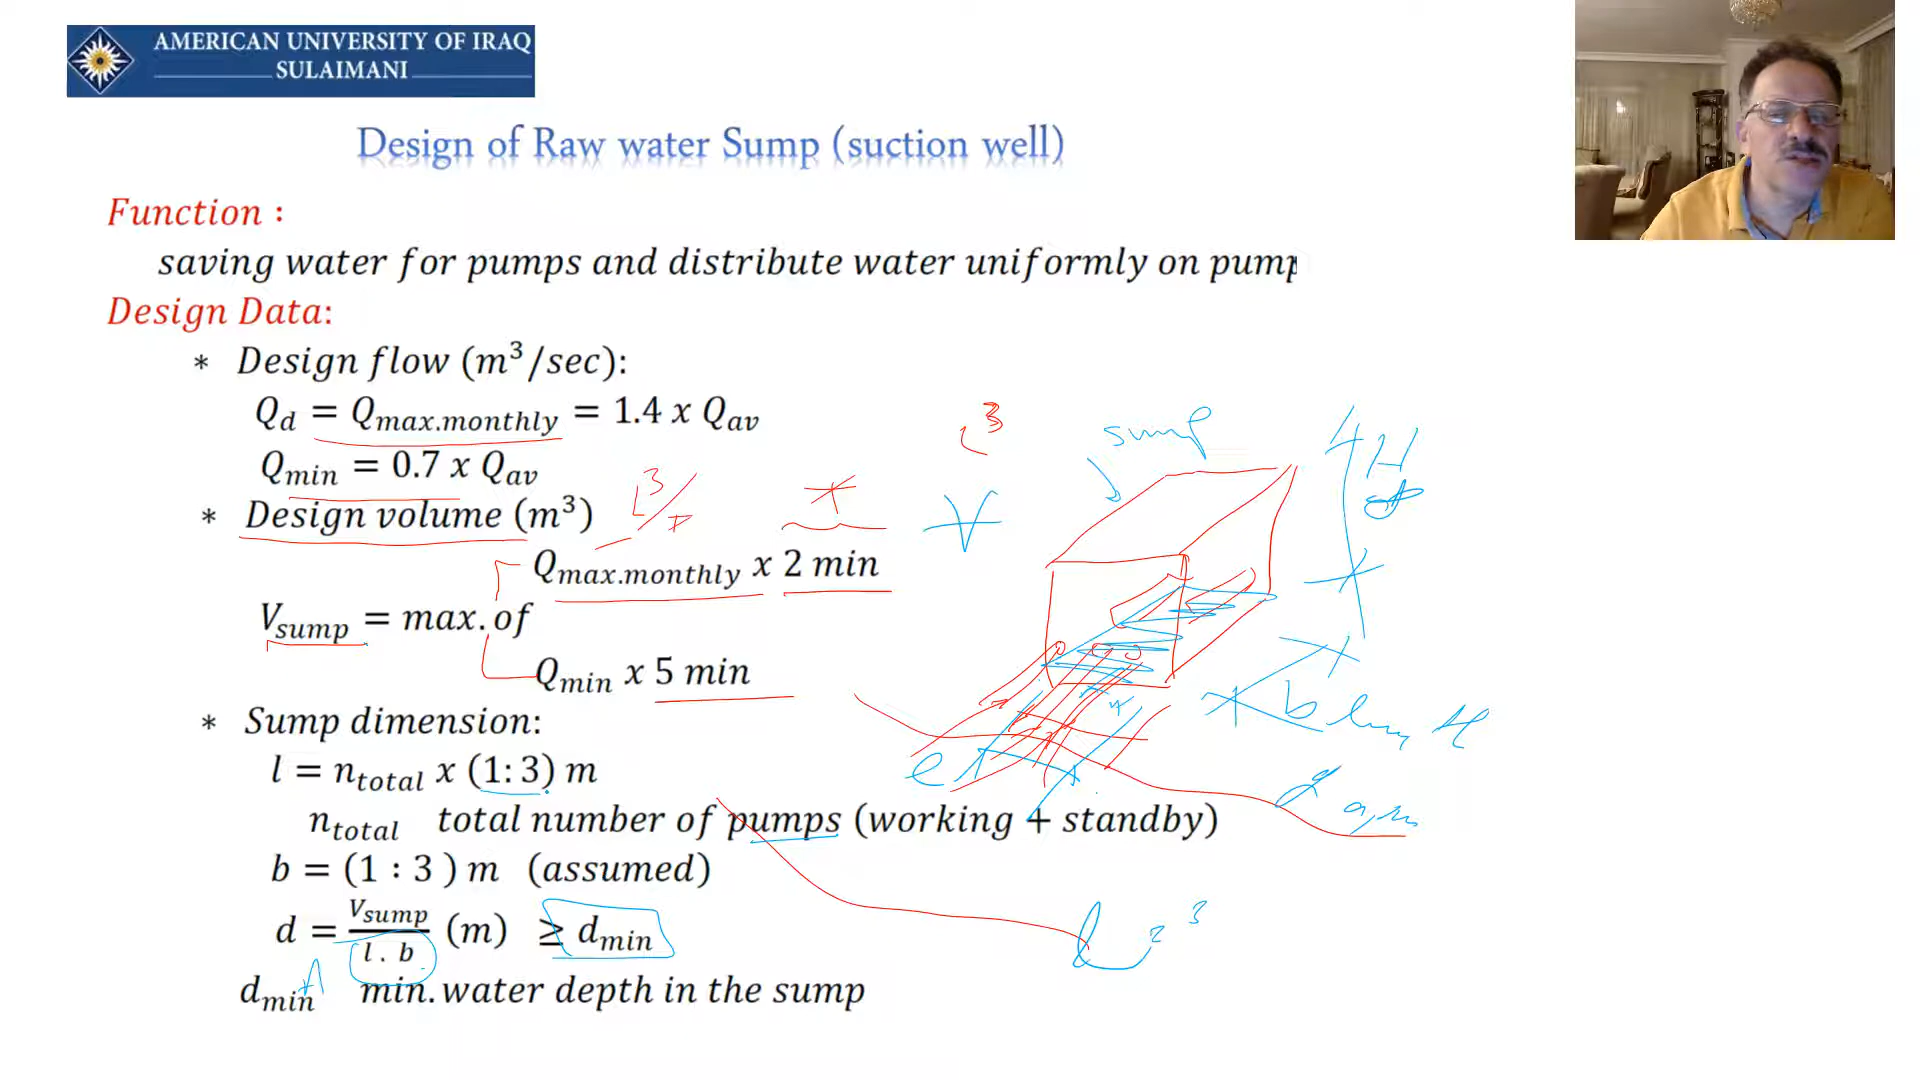 AMERICAN UNIVERSITY OF IRAQ
SULAIMANI
Design of Raw water Sump (suction well)
Function :
saving water for pumps and distribute water uniformly on pump
Design Data:
* Design flow (m³/sec):
Q_d = Q_max.monthly = 1.4 x Q_av
Q_min = 0.7 x Q_av
* Design volume (m³)
Q_max.monthly x 2 min
V_sump = max. of
Q_min x 5 min
* Sump dimension:
l = n_total x (1: 3) m
n_total total number of pumps (working + standby)
b = (1 : 3 ) m (assumed)
d = V_sump / l . b (m) ≥ d_min
d_min min. water depth in the sump
L³/T
L³
sump
H
b
l